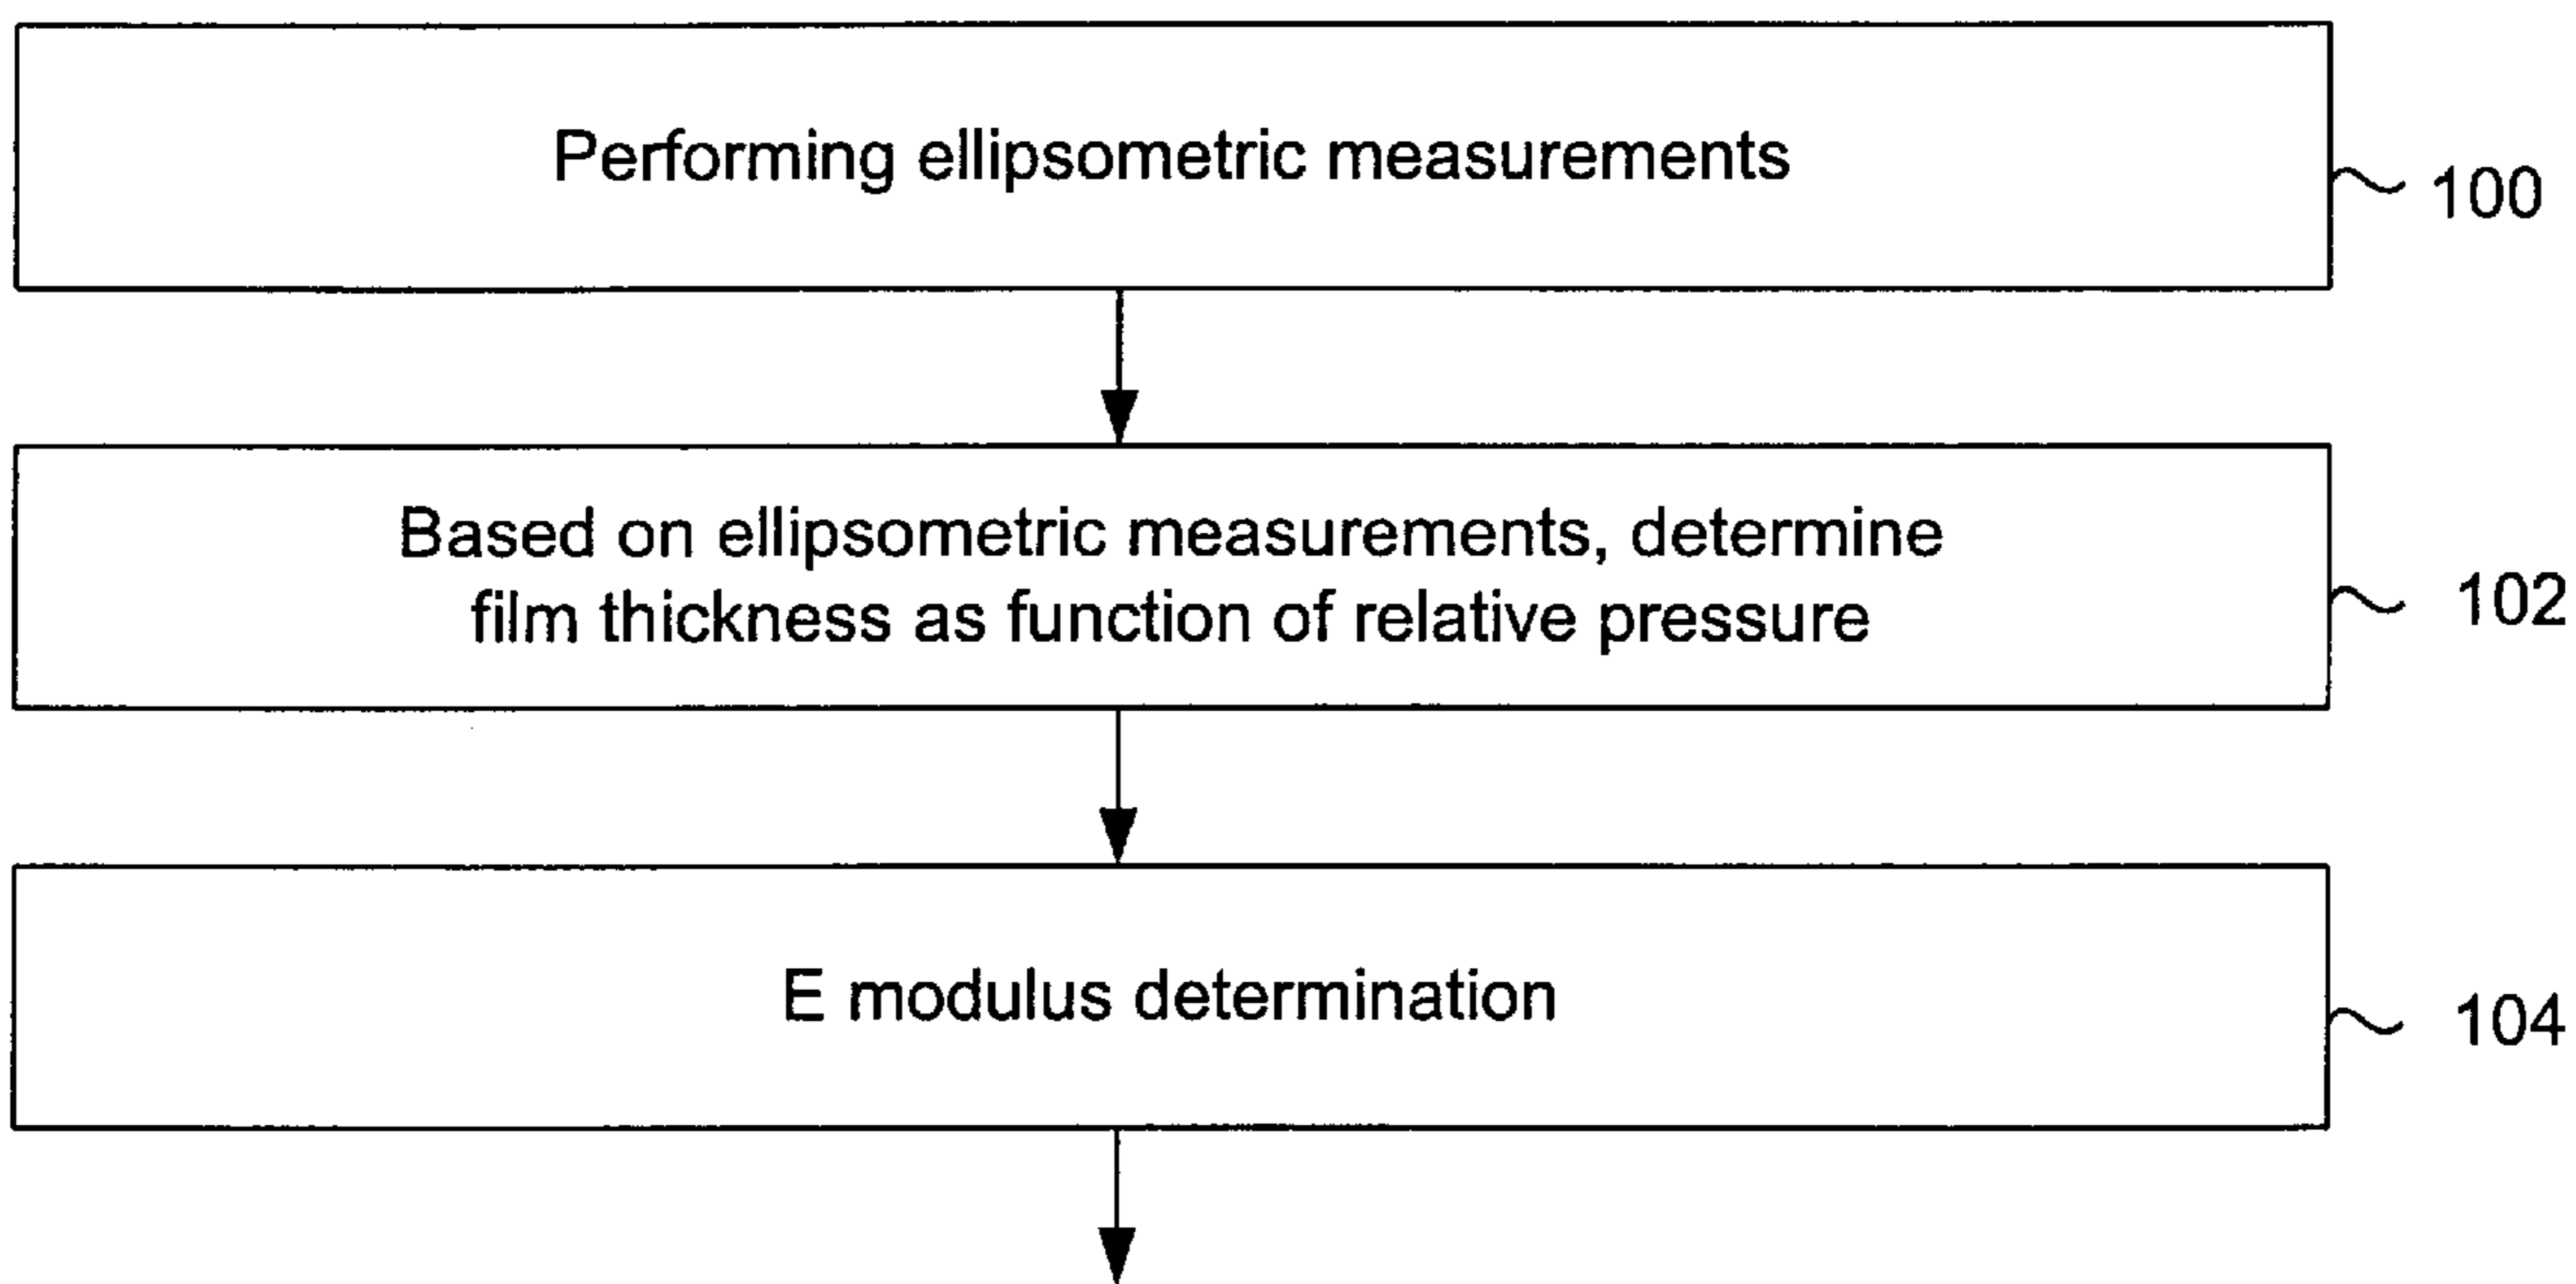 Performing ellipsometric measurements
100
Based on ellipsometric measurements, determine
film thickness as function of relative pressure
102
E modulus determination
104